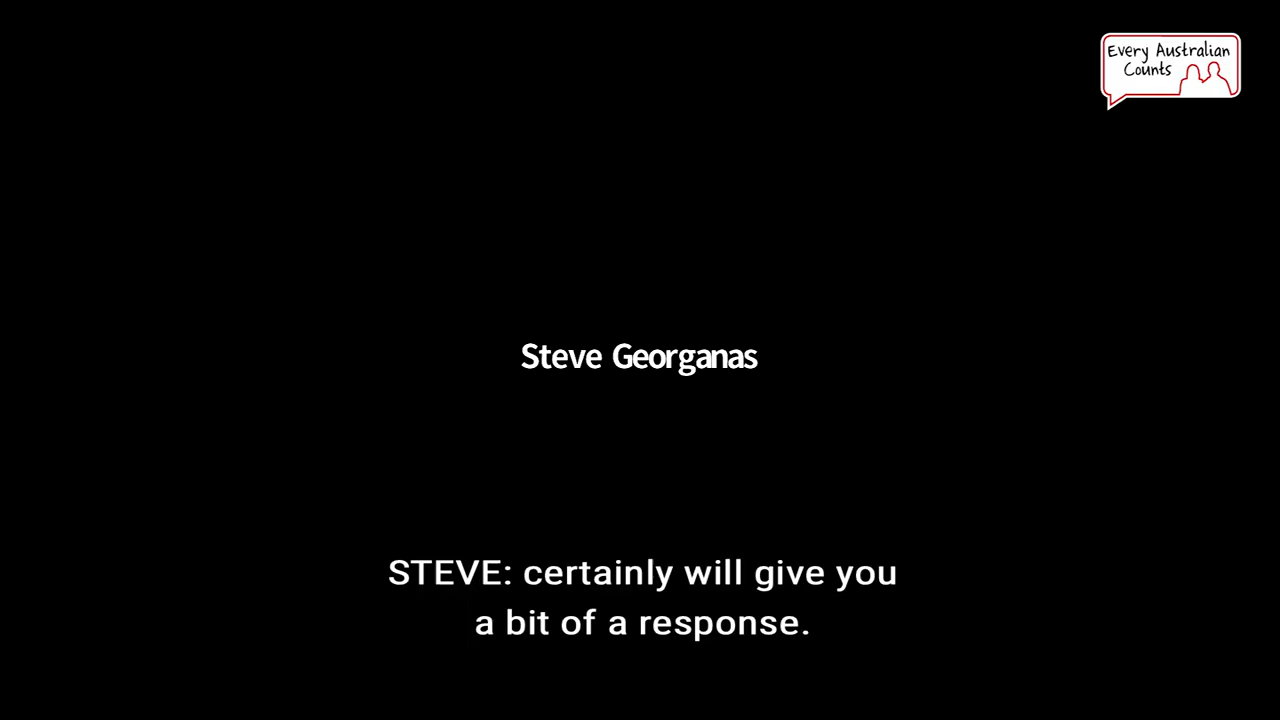 Every Australian
Counts
Steve Georganas
STEVE: certainly will give you
a bit of a response.